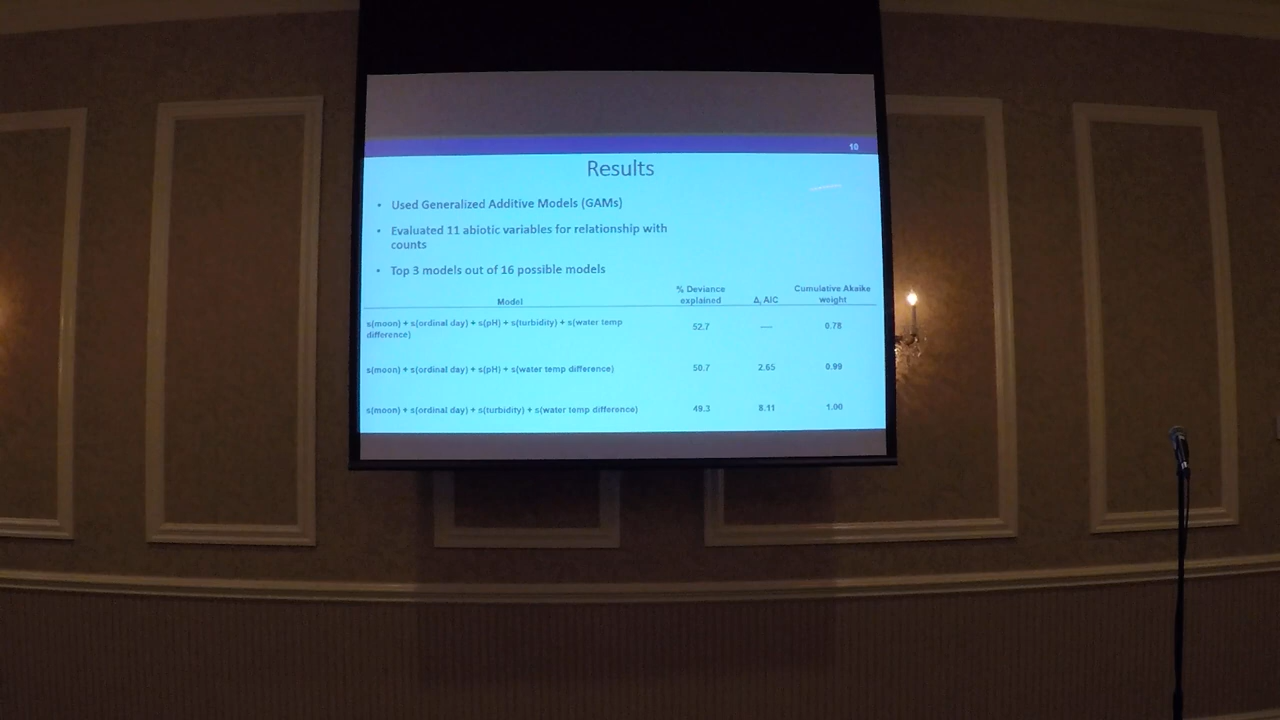 10
Results
• Used Generalized Additive Models (GAMs)
• Evaluated 11 abiotic variables for relationship with
counts
• Top 3 models out of 16 possible models
Model
% Deviance
explained
Δi AIC
Cumulative Akaike
weight
s(moon) + s(ordinal day) + s(pH) + s(turbidity) + s(water temp
difference)
52.7
----
0.78
s(moon) + s(ordinal day) + s(pH) + s(water temp difference)
50.7
2.65
0.99
s(moon) + s(ordinal day) + s(turbidity) + s(water temp difference)
49.3
8.11
1.00